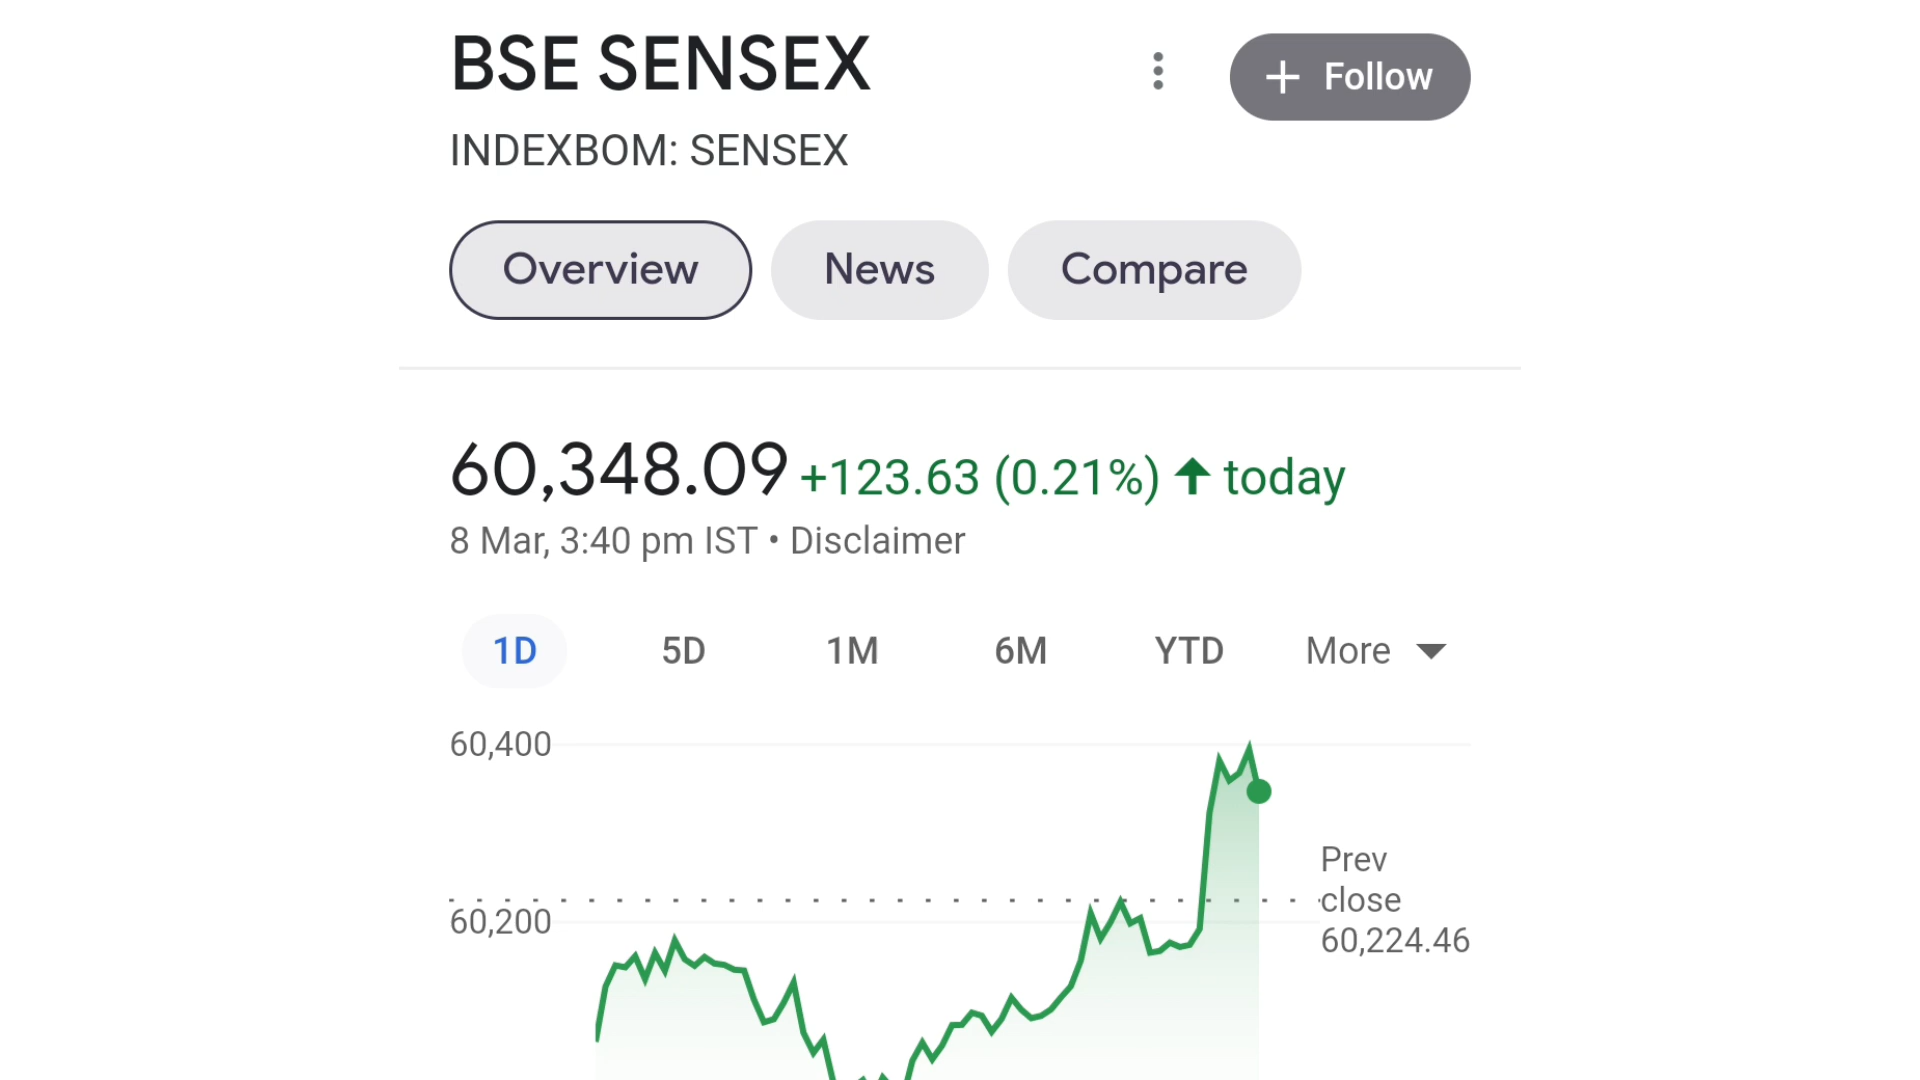 BSE SENSEX
+ Follow
INDEXBOM: SENSEX
Overview
News
Compare
60,348.09 +123.63 (0.21%) ↑ today
8 Mar, 3:40 pm IST • Disclaimer
1D 5D 1M 6M YTD More
60,400
60,200
Prev
close
60,224.46